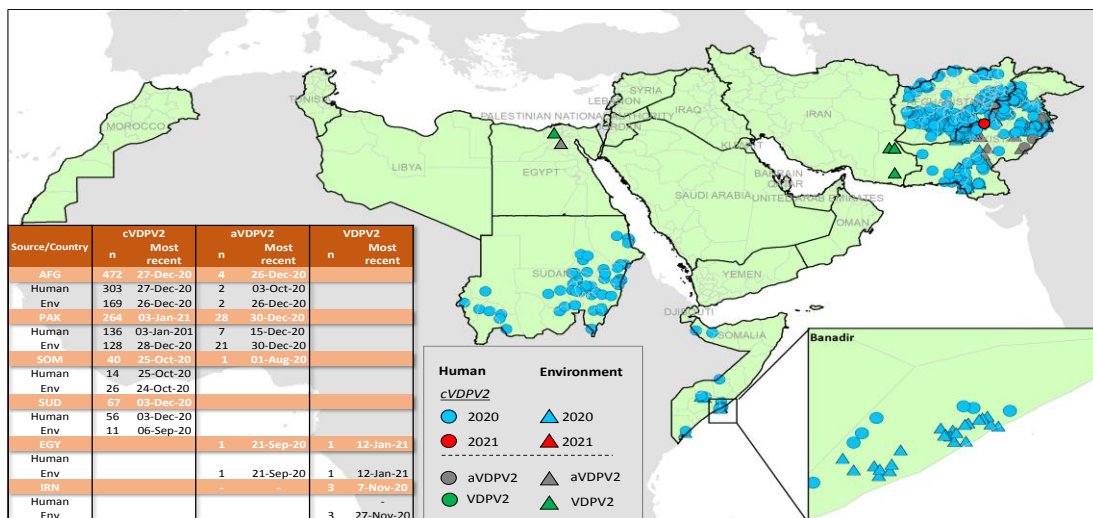 TUNISIA
SYRIA
LEBANON
MOROCCO
PALESTINIAN NATIONAL AUTHORITY
IRAQ
IRAN
JORDAN
LIBYA
EGYPT
KUWAIT
BAHRAIN
QATAR
SAUDI ARABIA
UNITED ARAB EMIRATES
OMAN
SUDAN
YEMEN
DJIBOUTI
SOMALIA
Source/Country cVDPV2 aVDPV2 VDPV2
n Most recent n Most recent n Most recent
AFG 472 27-Dec-20 4 26-Dec-20
Human 303 27-Dec-20 2 03-Oct-20
Env 169 26-Dec-20 2 26-Dec-20
PAK 264 03-Jan-21 28 30-Dec-20
Human 136 03-Jan-201 7 15-Dec-20
Env 128 28-Dec-20 21 30-Dec-20
SOM 40 25-Oct-20 1 01-Aug-20
Human 14 25-Oct-20
Env 26 24-Oct-20
SUD 67 03-Dec-20
Human 56 03-Dec-20
Env 11 06-Sep-20
EGY 1 21-Sep-20 1 12-Jan-21
Human
Env 1 21-Sep-20 1 12-Jan-21
IRN - - 3 7-Nov-20
Human -
Env 3 27-Nov-20
Human Environment
cVDPV2
2020 2020
2021 2021
aVDPV2 aVDPV2
VDPV2 VDPV2
Banadir